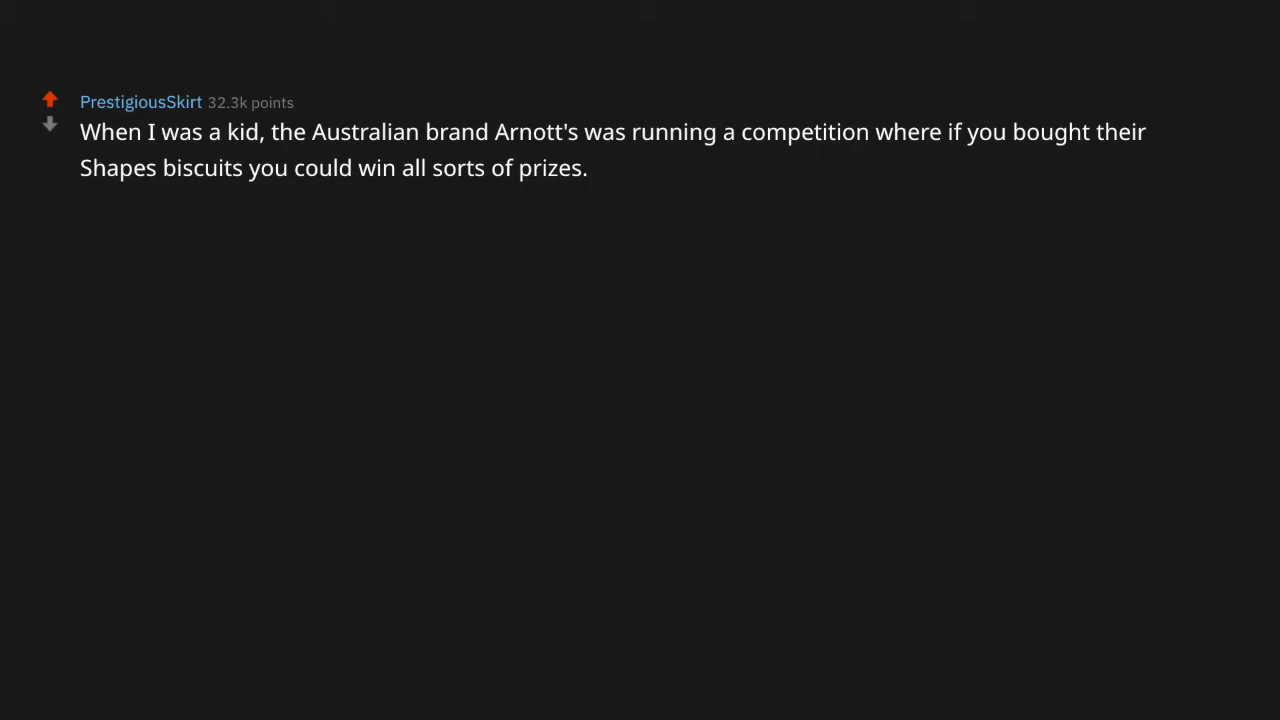 PrestigiousSkirt 32.3k points
When I was a kid, the Australian brand Arnott's was running a competition where if you bought their
Shapes biscuits you could win all sorts of prizes.